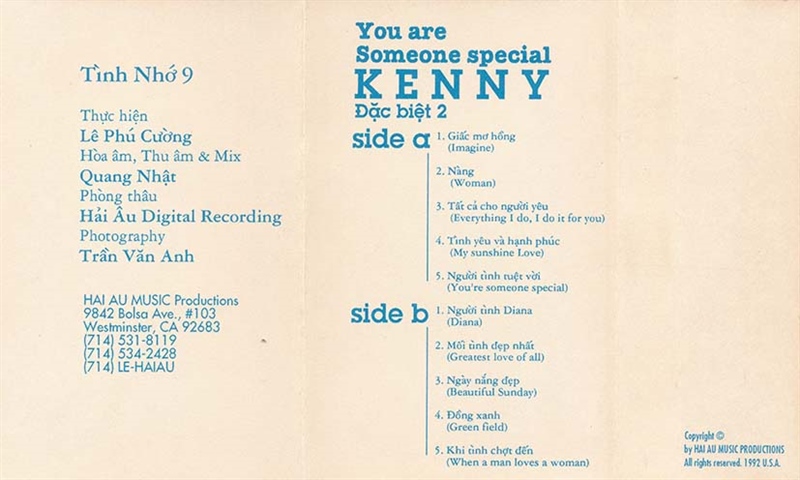 Tình Nhớ 9
Thực hiện
Lê Phú Cường
Hòa âm, Thu âm & Mix
Quang Nhật
Phòng thâu
Hải Âu Digital Recording
Photography
Trần Văn Anh
HAI AU MUSIC Productions
9842 Bolsa Ave., #103
Westminster, CA 92683
(714) 531-8119
(714) 534-2428
(714) LE-HAIAU
You are
Someone special
KENNY
Đặc biệt 2
side a
1. Giấc mơ hồng
(Imagine)
2. Nàng
(Woman)
3. Tất cả cho người yêu
(Everything I do, I do it for you)
4. Tình yêu và hạnh phúc
(My sunshine Love)
5. Người tình tuệt vời
(You're someone special)
side b
1. Người tình Diana
(Diana)
2. Mối tình đẹp nhất
(Greatest love of all)
3. Ngày nắng đẹp
(Beautiful Sunday)
4. Đồng xanh
(Green field)
5. Khi tình chợt đến
(When a man loves a woman)
Copyright ©
by HAI AU MUSIC PRODUCTIONS
All rights reserved. 1992 U.S.A.